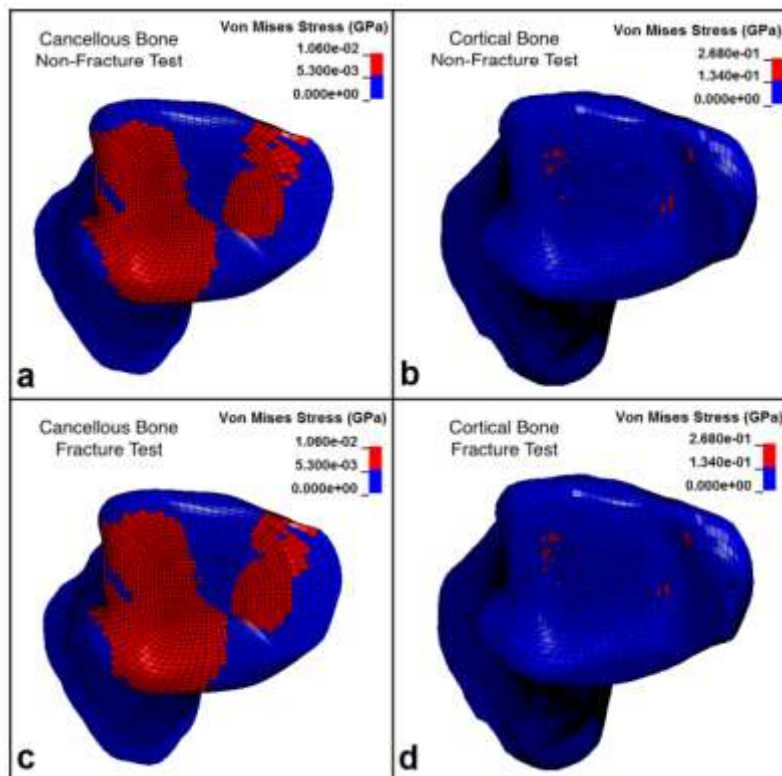 Cancellous Bone
Non-Fracture Test
Von Mises Stress (GPa)
1.060e-02
5.300e-03
0.000e+00
a
Cortical Bone
Non-Fracture Test
Von Mises Stress (GPa)
2.680e-01
1.340e-01
0.000e+00
b
Cancellous Bone
Fracture Test
Von Mises Stress (GPa)
1.060e-02
5.300e-03
0.000e+00
c
Cortical Bone
Fracture Test
Von Mises Stress (GPa)
2.680e-01
1.340e-01
0.000e+00
d